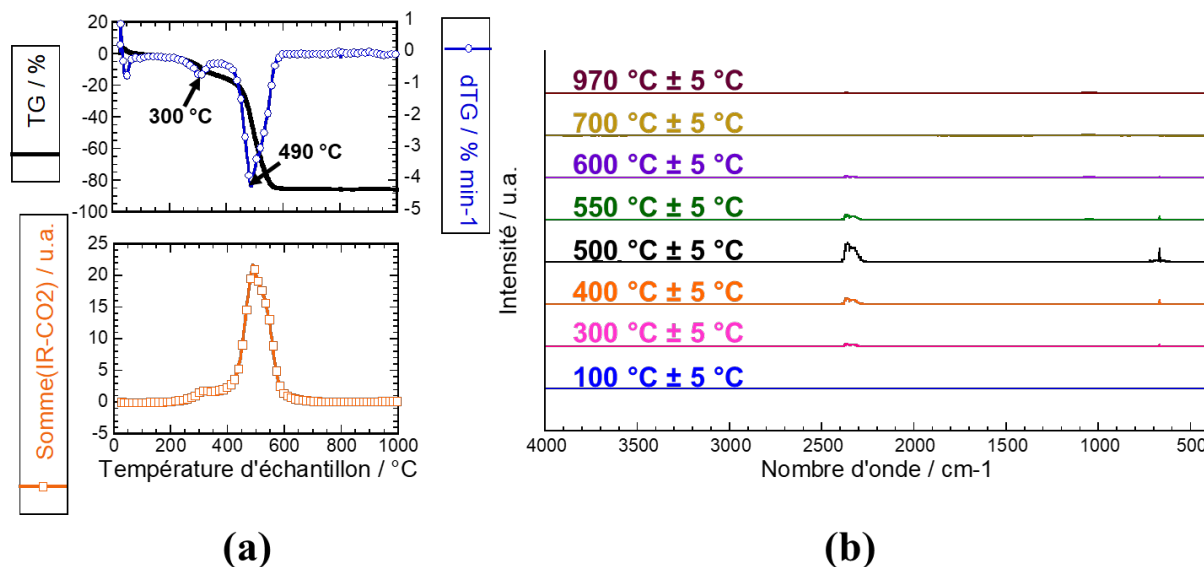 TG / %
20
0
-20
-40
-60
-80
-100
300 °C
490 °C
1
0
-1
-2
-3
-4
-5
dTG / % min-1
Somme(IR-CO2) / u.a.
25
20
15
10
5
0
-5
0 200 400 600 800 1000
Température d'échantillon / °C
(a)
Intensité / u.a.
970 °C ± 5 °C
700 °C ± 5 °C
600 °C ± 5 °C
550 °C ± 5 °C
500 °C ± 5 °C
400 °C ± 5 °C
300 °C ± 5 °C
100 °C ± 5 °C
4000 3500 3000 2500 2000 1500 1000 500
Nombre d'onde / cm-1
(b)